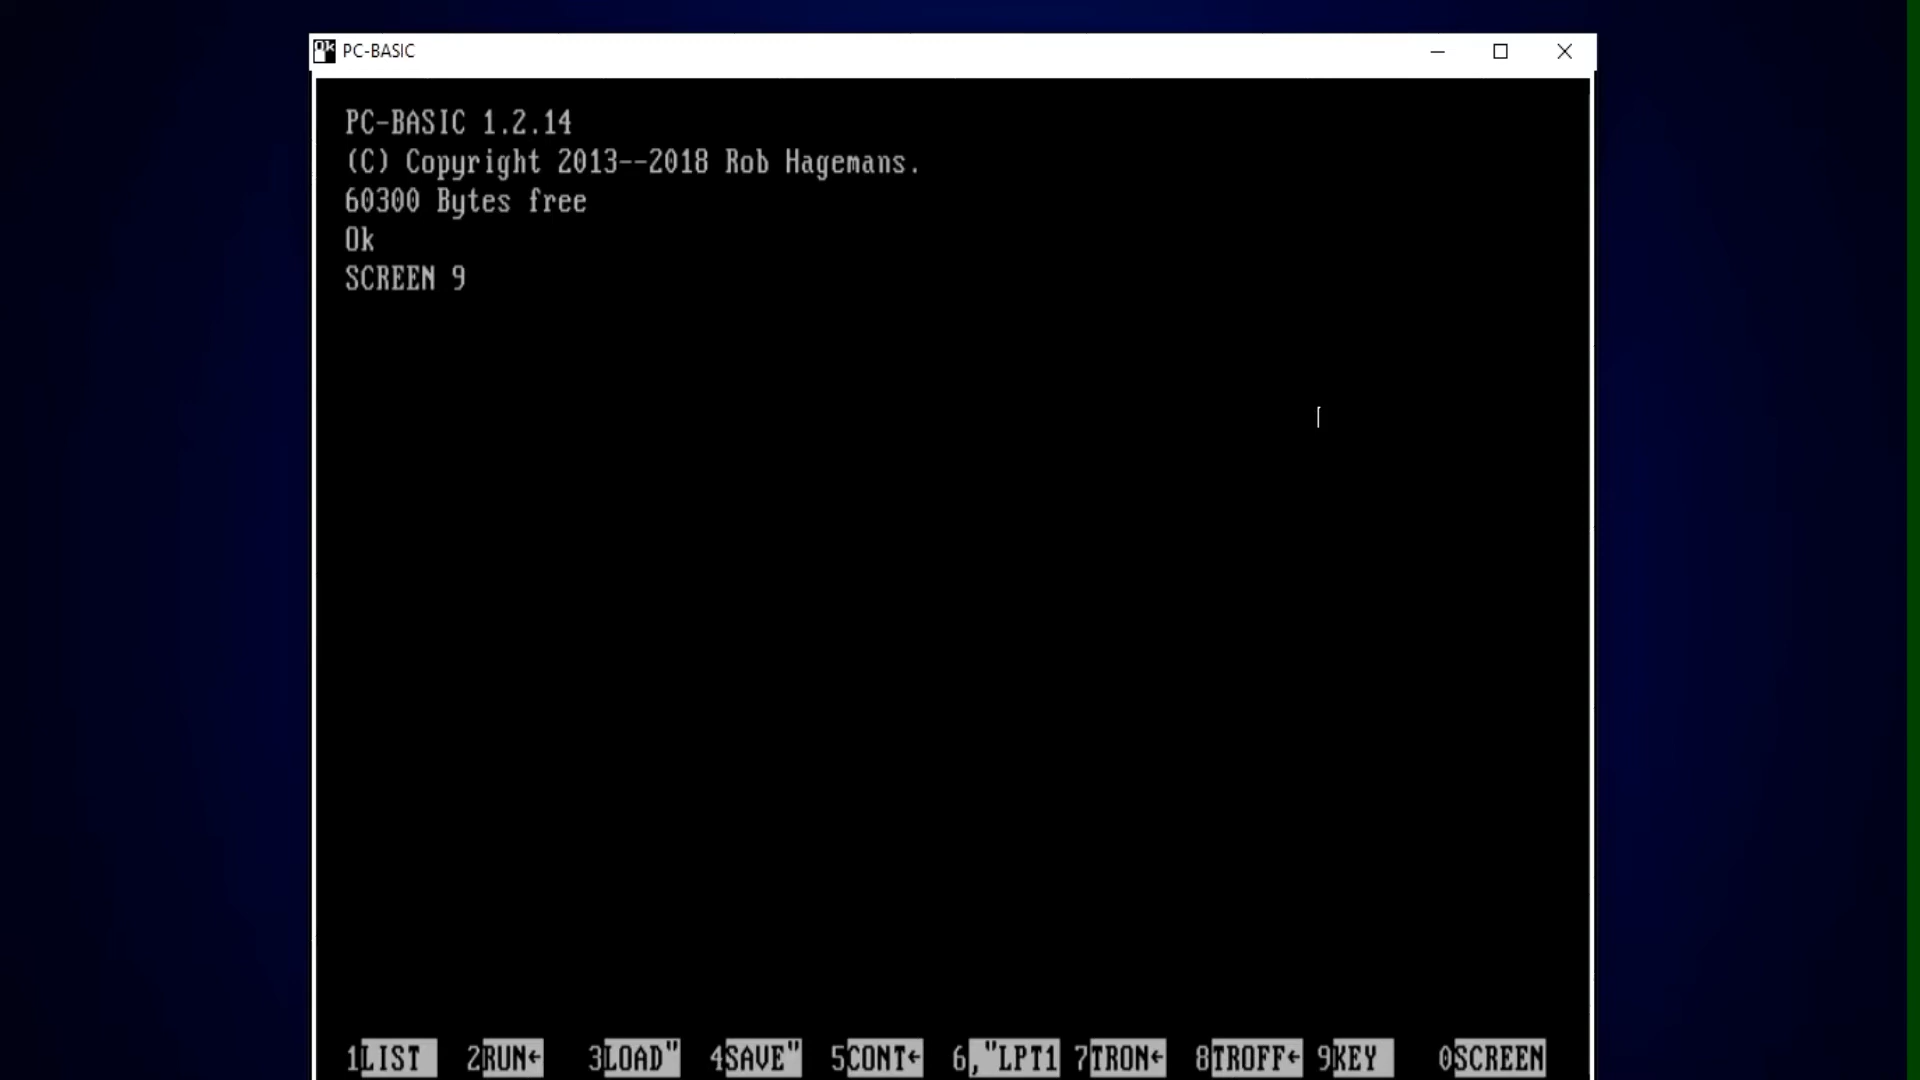 PC-BASIC
PC-BASIC 1.2.14
(C) Copyright 2013--2018 Rob Hagemans.
60300 Bytes free
Ok
SCREEN 9
1LIST 2RUN← 3LOAD" 4SAVE" 5CONT← 6,"LPT1 7TRON← 8TROFF← 9KEY 0SCREEN